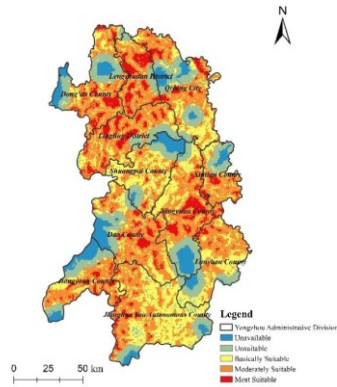 N
Lengshuitan District
Qiyang City
Dong'an County
Lingling District
Shuangpai County
Xintian County
Ningyuan County
Dao County
Lanshan County
Jiangyong County
Jianghua Yao Autonomous County
Legend
Yongzhou Administrative Division
Unavailable
Unsuitable
Basically Suitable
Moderately Suitable
Most Suitable
0 25 50 km